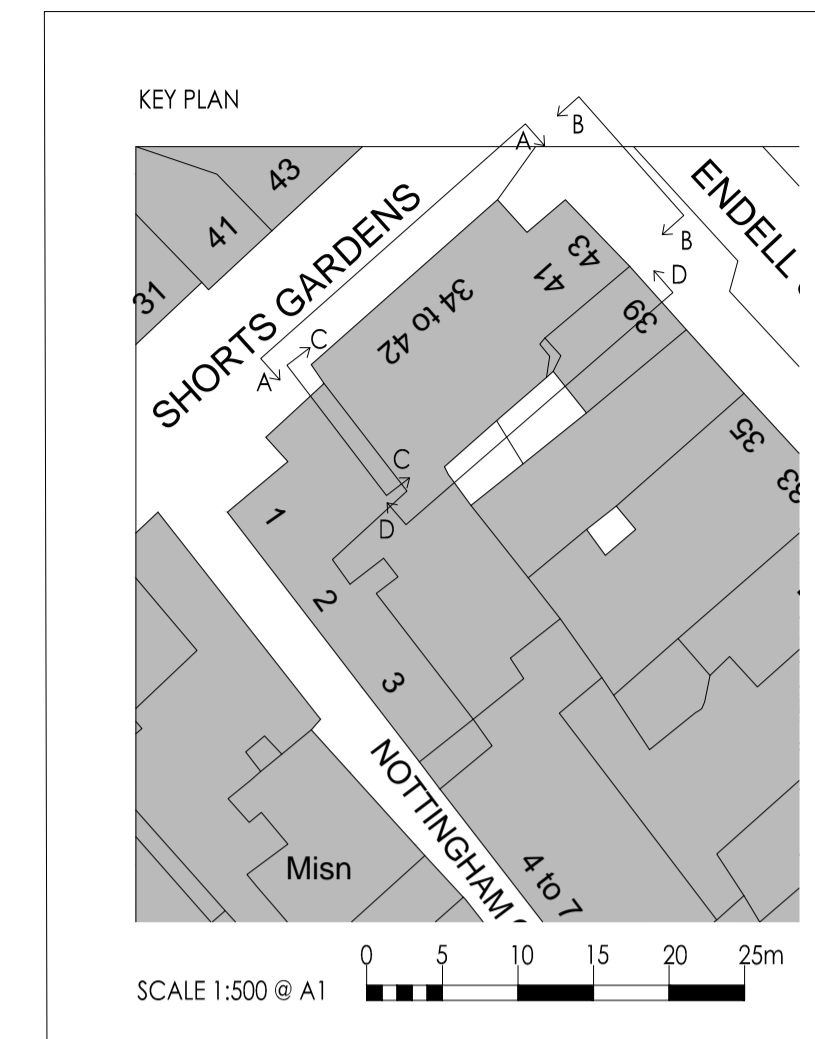 KEY PLAN
A
B
43
SHORTS GARDENS
ENDELL
41
B
43
D
41
31
34 to 42
39
C
A
35
C
33
1
D
2
3
NOTTINGHAM
4 to 7
Misn
0 5 10 15 20 25m
SCALE 1:500 @ A1